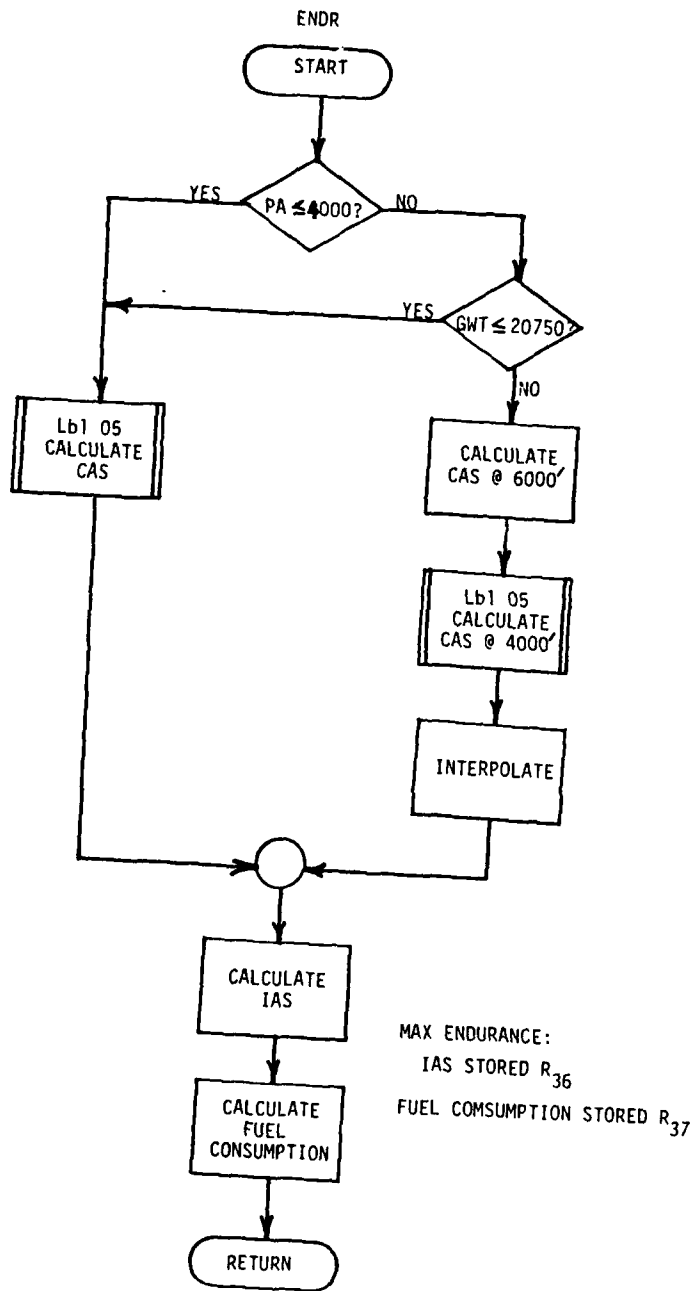 ENDR
START
YES
PA ≤4000?
NO
YES
GWT ≤ 20750?
NO
Lbl 05
CALCULATE
CAS
CALCULATE
CAS @ 6000′
Lbl 05
CALCULATE
CAS @ 4000′
INTERPOLATE
CALCULATE
IAS
MAX ENDURANCE:
IAS STORED R36
FUEL COMSUMPTION STORED R37
CALCULATE
FUEL
CONSUMPTION
RETURN